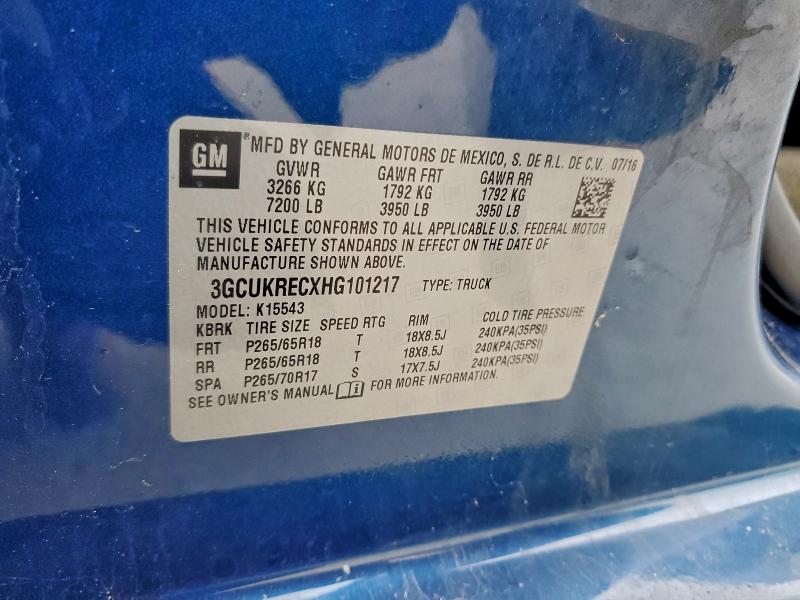 GM ® MFD BY GENERAL MOTORS DE MEXICO, S. DE R.L. DE C.V. 07/16
GVWR GAWR FRT GAWR RR
3266 KG 1792 KG 1792 KG
7200 LB 3950 LB 3950 LB
THIS VEHICLE CONFORMS TO ALL APPLICABLE U.S. FEDERAL MOTOR
VEHICLE SAFETY STANDARDS IN EFFECT ON THE DATE OF
MANUFACTURE SHOWN ABOVE.
3GCUKRECXHG101217 TYPE: TRUCK
MODEL: K15543
KBRK TIRE SIZE SPEED RTG RIM COLD TIRE PRESSURE
FRT P265/65R18 T 18X8.5J 240KPA(35PSI)
RR P265/65R18 T 18X8.5J 240KPA(35PSI)
SPA P265/70R17 S 17X7.5J 240KPA(35PSI)
SEE OWNER'S MANUAL FOR MORE INFORMATION.